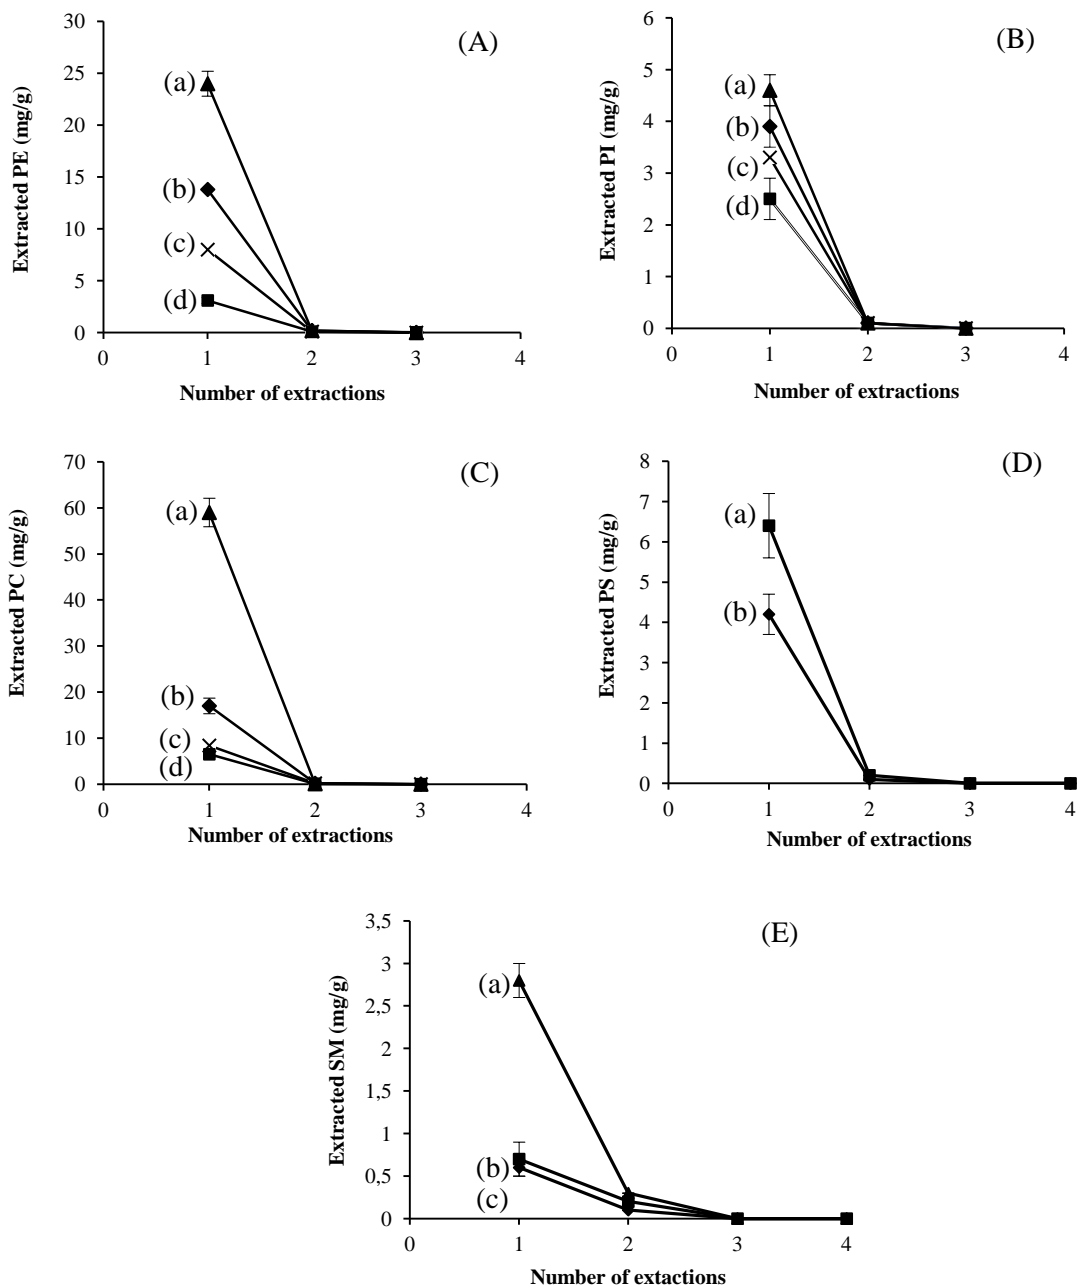 (A)
Extracted PE (mg/g)
30
25
20
15
10
5
0
(a)
(b)
(c)
(d)
0 1 2 3 4
Number of extractions
(B)
Extracted PI (mg/g)
6
5
4
3
2
1
0
(a)
(b)
(c)
(d)
0 1 2 3 4
Number of extractions
(C)
Extracted PC (mg/g)
70
60
50
40
30
20
10
0
(a)
(b)
(c)
(d)
0 1 2 3 4
Number of extractions
(D)
Extracted PS (mg/g)
8
7
6
5
4
3
2
1
0
(a)
(b)
0 1 2 3 4
Number of extractions
(E)
Extracted SM (mg/g)
3,5
3
2,5
2
1,5
1
0,5
0
(a)
(b)
(c)
0 1 2 3 4
Number of extactions